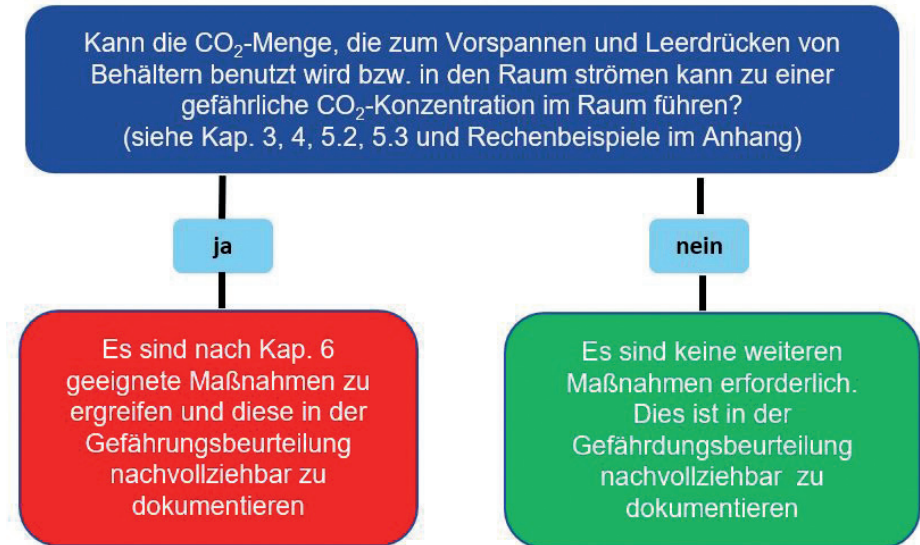 Kann die CO₂-Menge, die zum Vorspannen und Leerdrücken von
Behältern benutzt wird bzw. in den Raum strömen kann zu einer
gefährliche CO₂-Konzentration im Raum führen?
(siehe Kap. 3, 4, 5.2, 5.3 und Rechenbeispiele im Anhang)
ja
nein
Es sind nach Kap. 6
geeignete Maßnahmen zu
ergreifen und diese in der
Gefährungsbeurteilung
nachvollziehbar zu
dokumentieren
Es sind keine weiteren
Maßnahmen erforderlich.
Dies ist in der
Gefährdungsbeurteilung
nachvollziehbar zu
dokumentieren